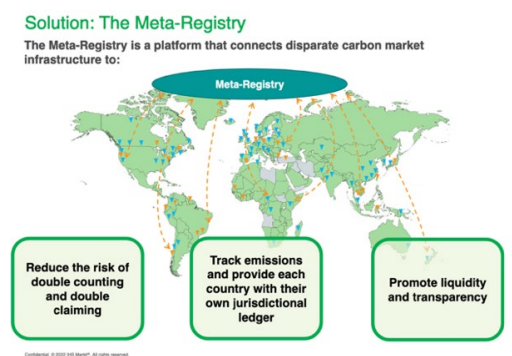 Solution: The Meta-Registry
The Meta-Registry is a platform that connects disparate carbon market
infrastructure to:
Meta-Registry
Reduce the risk of
double counting
and double
claiming
Track emissions
and provide each
country with their
own jurisdictional
ledger
Promote liquidity
and transparency
Confidential. © 2022 IHS Markit®. All rights reserved.